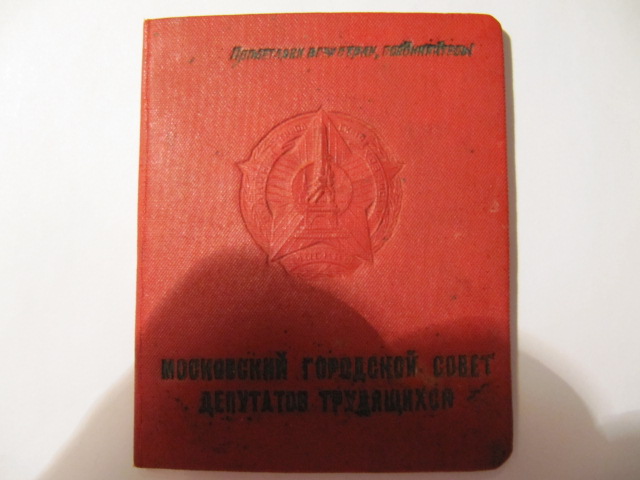 Пролетарии всех стран, соединяйтесь!
МОСКОВСКИЙ ГОРОДСКОЙ СОВЕТ
ДЕПУТАТОВ ТРУДЯЩИХСЯ